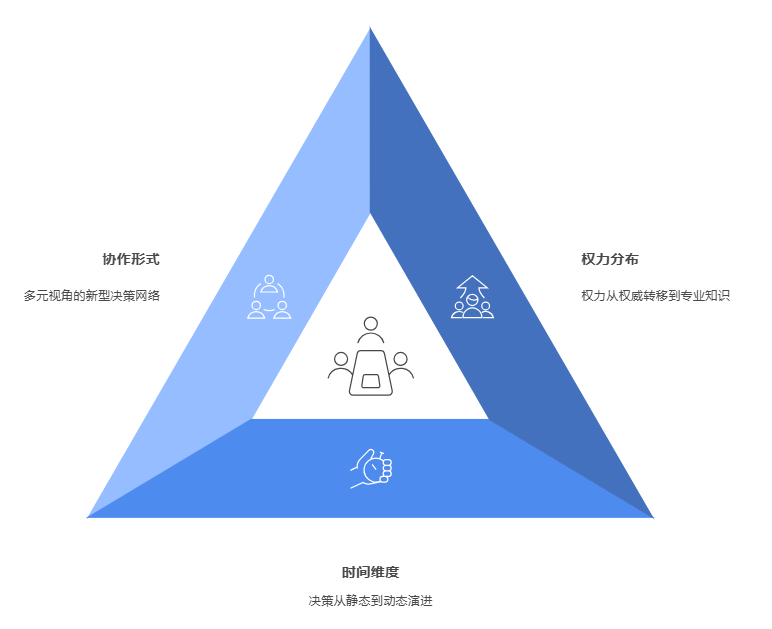 协作形式
多元视角的新型决策网络
权力分布
权力从权威转移到专业知识
时间维度
决策从静态到动态演进